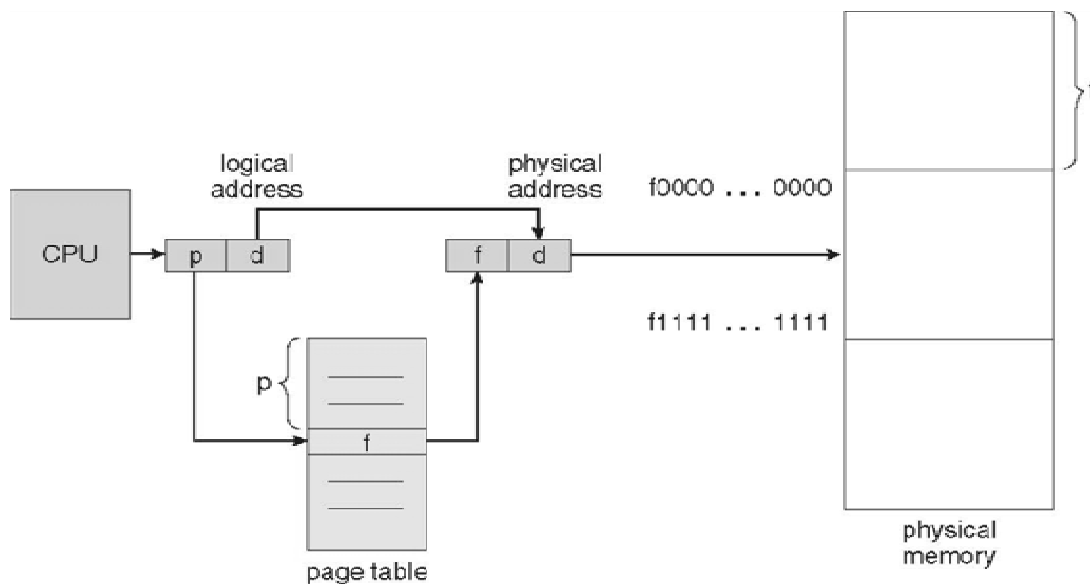 logical
address
physical
address
f0000 ... 0000
CPU
p d
f d
f1111 ... 1111
p
f
page table
physical
memory